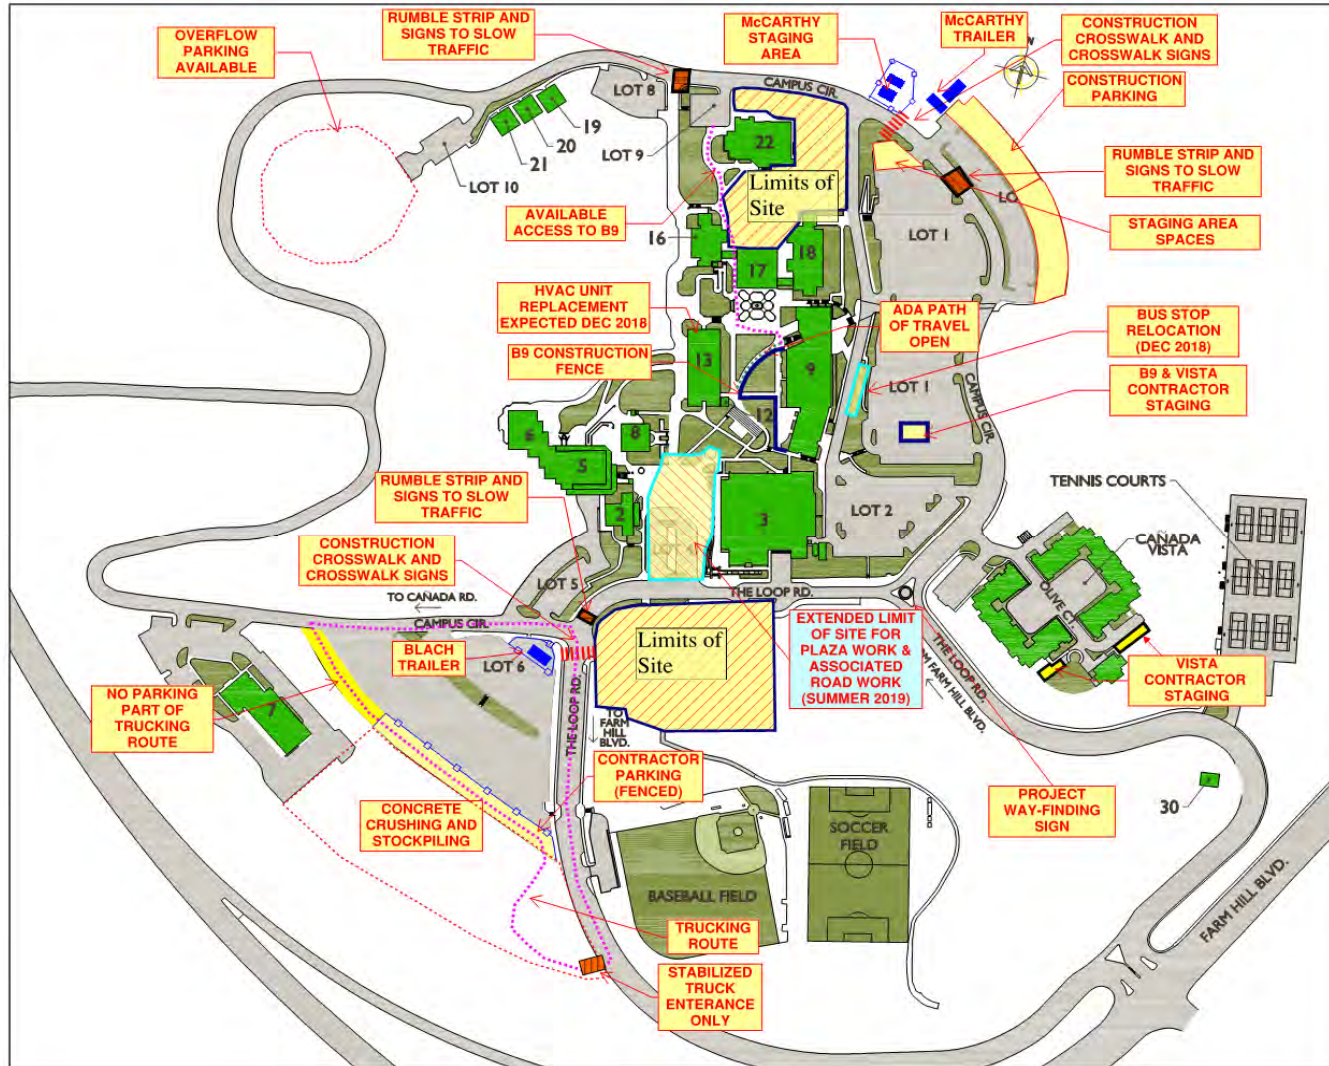 OVERFLOW
PARKING
AVAILABLE
RUMBLE STRIP AND
SIGNS TO SLOW
TRAFFIC
McCARTHY
STAGING
AREA
McCARTHY
TRAILER
CONSTRUCTION
CROSSWALK AND
CROSSWALK SIGNS
CONSTRUCTION
PARKING
RUMBLE STRIP AND
SIGNS TO SLOW
TRAFFIC
STAGING AREA
SPACES
CAMPUS CIR.
LOT 8
LOT 9
LOT 10
19
20
21
22
Limits of
Site
AVAILABLE
ACCESS TO B9
16
17
18
LOT 1
LO
HVAC UNIT
REPLACEMENT
EXPECTED DEC 2018
B9 CONSTRUCTION
FENCE
13
9
12
ADA PATH
OF TRAVEL
OPEN
BUS STOP
RELOCATION
(DEC 2018)
B9 & VISTA
CONTRACTOR
STAGING
LOT 1
CAMPUS CIR.
6
5
8
2
3
LOT 2
TENNIS COURTS
CAÑADA
VISTA
OLIVE CT.
RUMBLE STRIP AND
SIGNS TO SLOW
TRAFFIC
CONSTRUCTION
CROSSWALK AND
CROSSWALK SIGNS
LOT 5
TO CAÑADA RD.
CAMPUS CIR.
THE LOOP RD.
BLACH
TRAILER
LOT 6
Limits of
Site
EXTENDED LIMIT
OF SITE FOR
PLAZA WORK &
ASSOCIATED
ROAD WORK
(SUMMER 2019)
THE LOOP RD.
FARM HILL BLVD.
VISTA
CONTRACTOR
STAGING
NO PARKING
PART OF
TRUCKING
ROUTE
7
THE LOOP RD.
TO
FARM
HILL
BLVD.
CONTRACTOR
PARKING
(FENCED)
CONCRETE
CRUSHING AND
STOCKPILING
SOCCER
FIELD
BASEBALL FIELD
PROJECT
WAY-FINDING
SIGN
30
FARM HILL BLVD.
TRUCKING
ROUTE
STABILIZED
TRUCK
ENTERANCE
ONLY